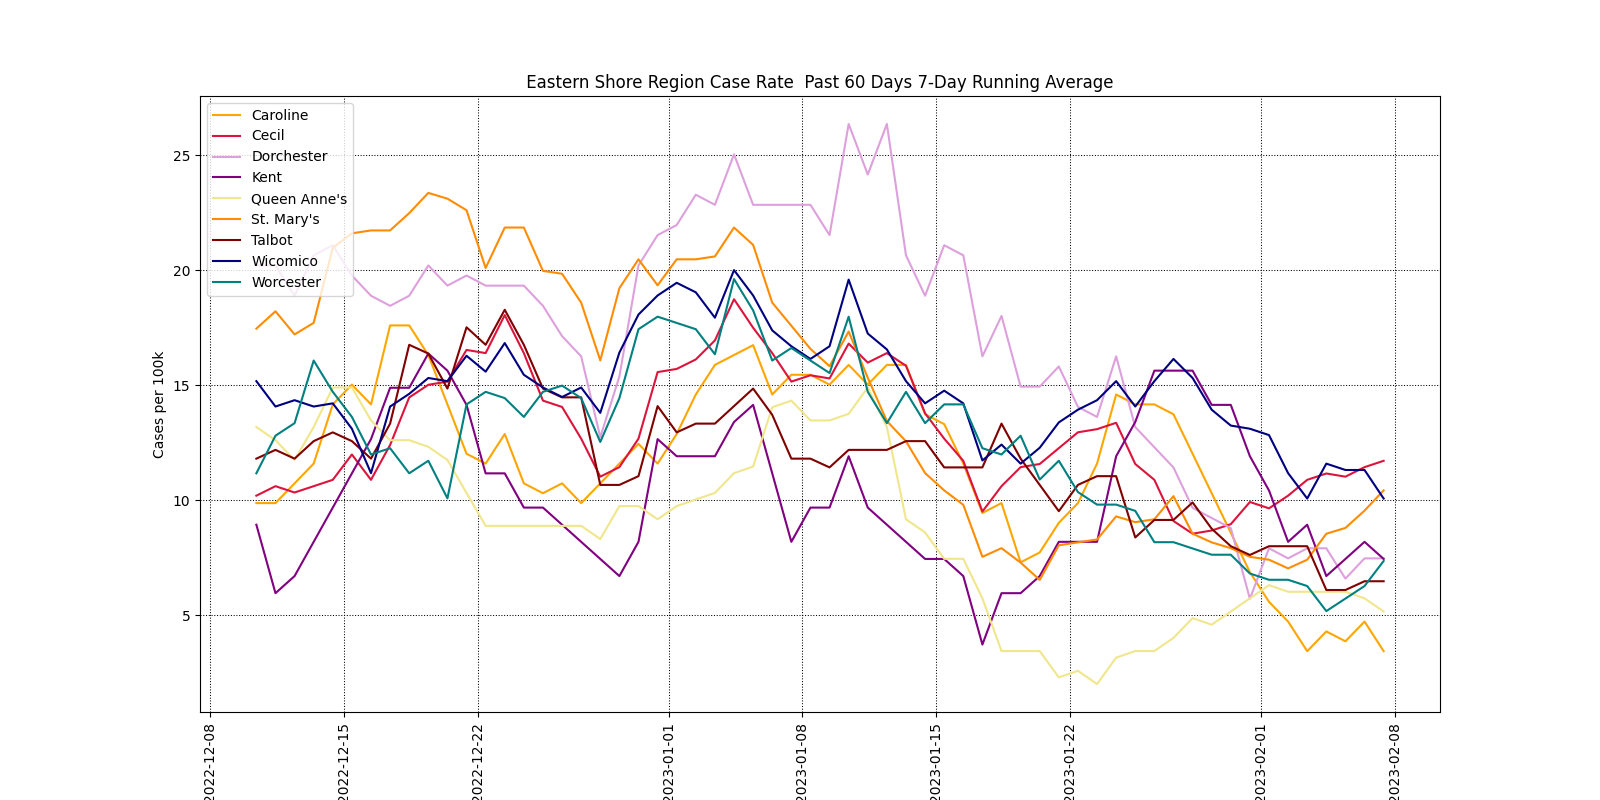 Eastern Shore Region Case Rate  Past 60 Days 7-Day Running Average
Caroline
Cecil
Dorchester
Kent
Queen Anne's
St. Mary's
Talbot
Wicomico
Worcester
Cases per 100k
25
20
15
10
5
2022-12-08
2022-12-15
2022-12-22
2023-01-01
2023-01-08
2023-01-15
2023-01-22
2023-02-01
2023-02-08